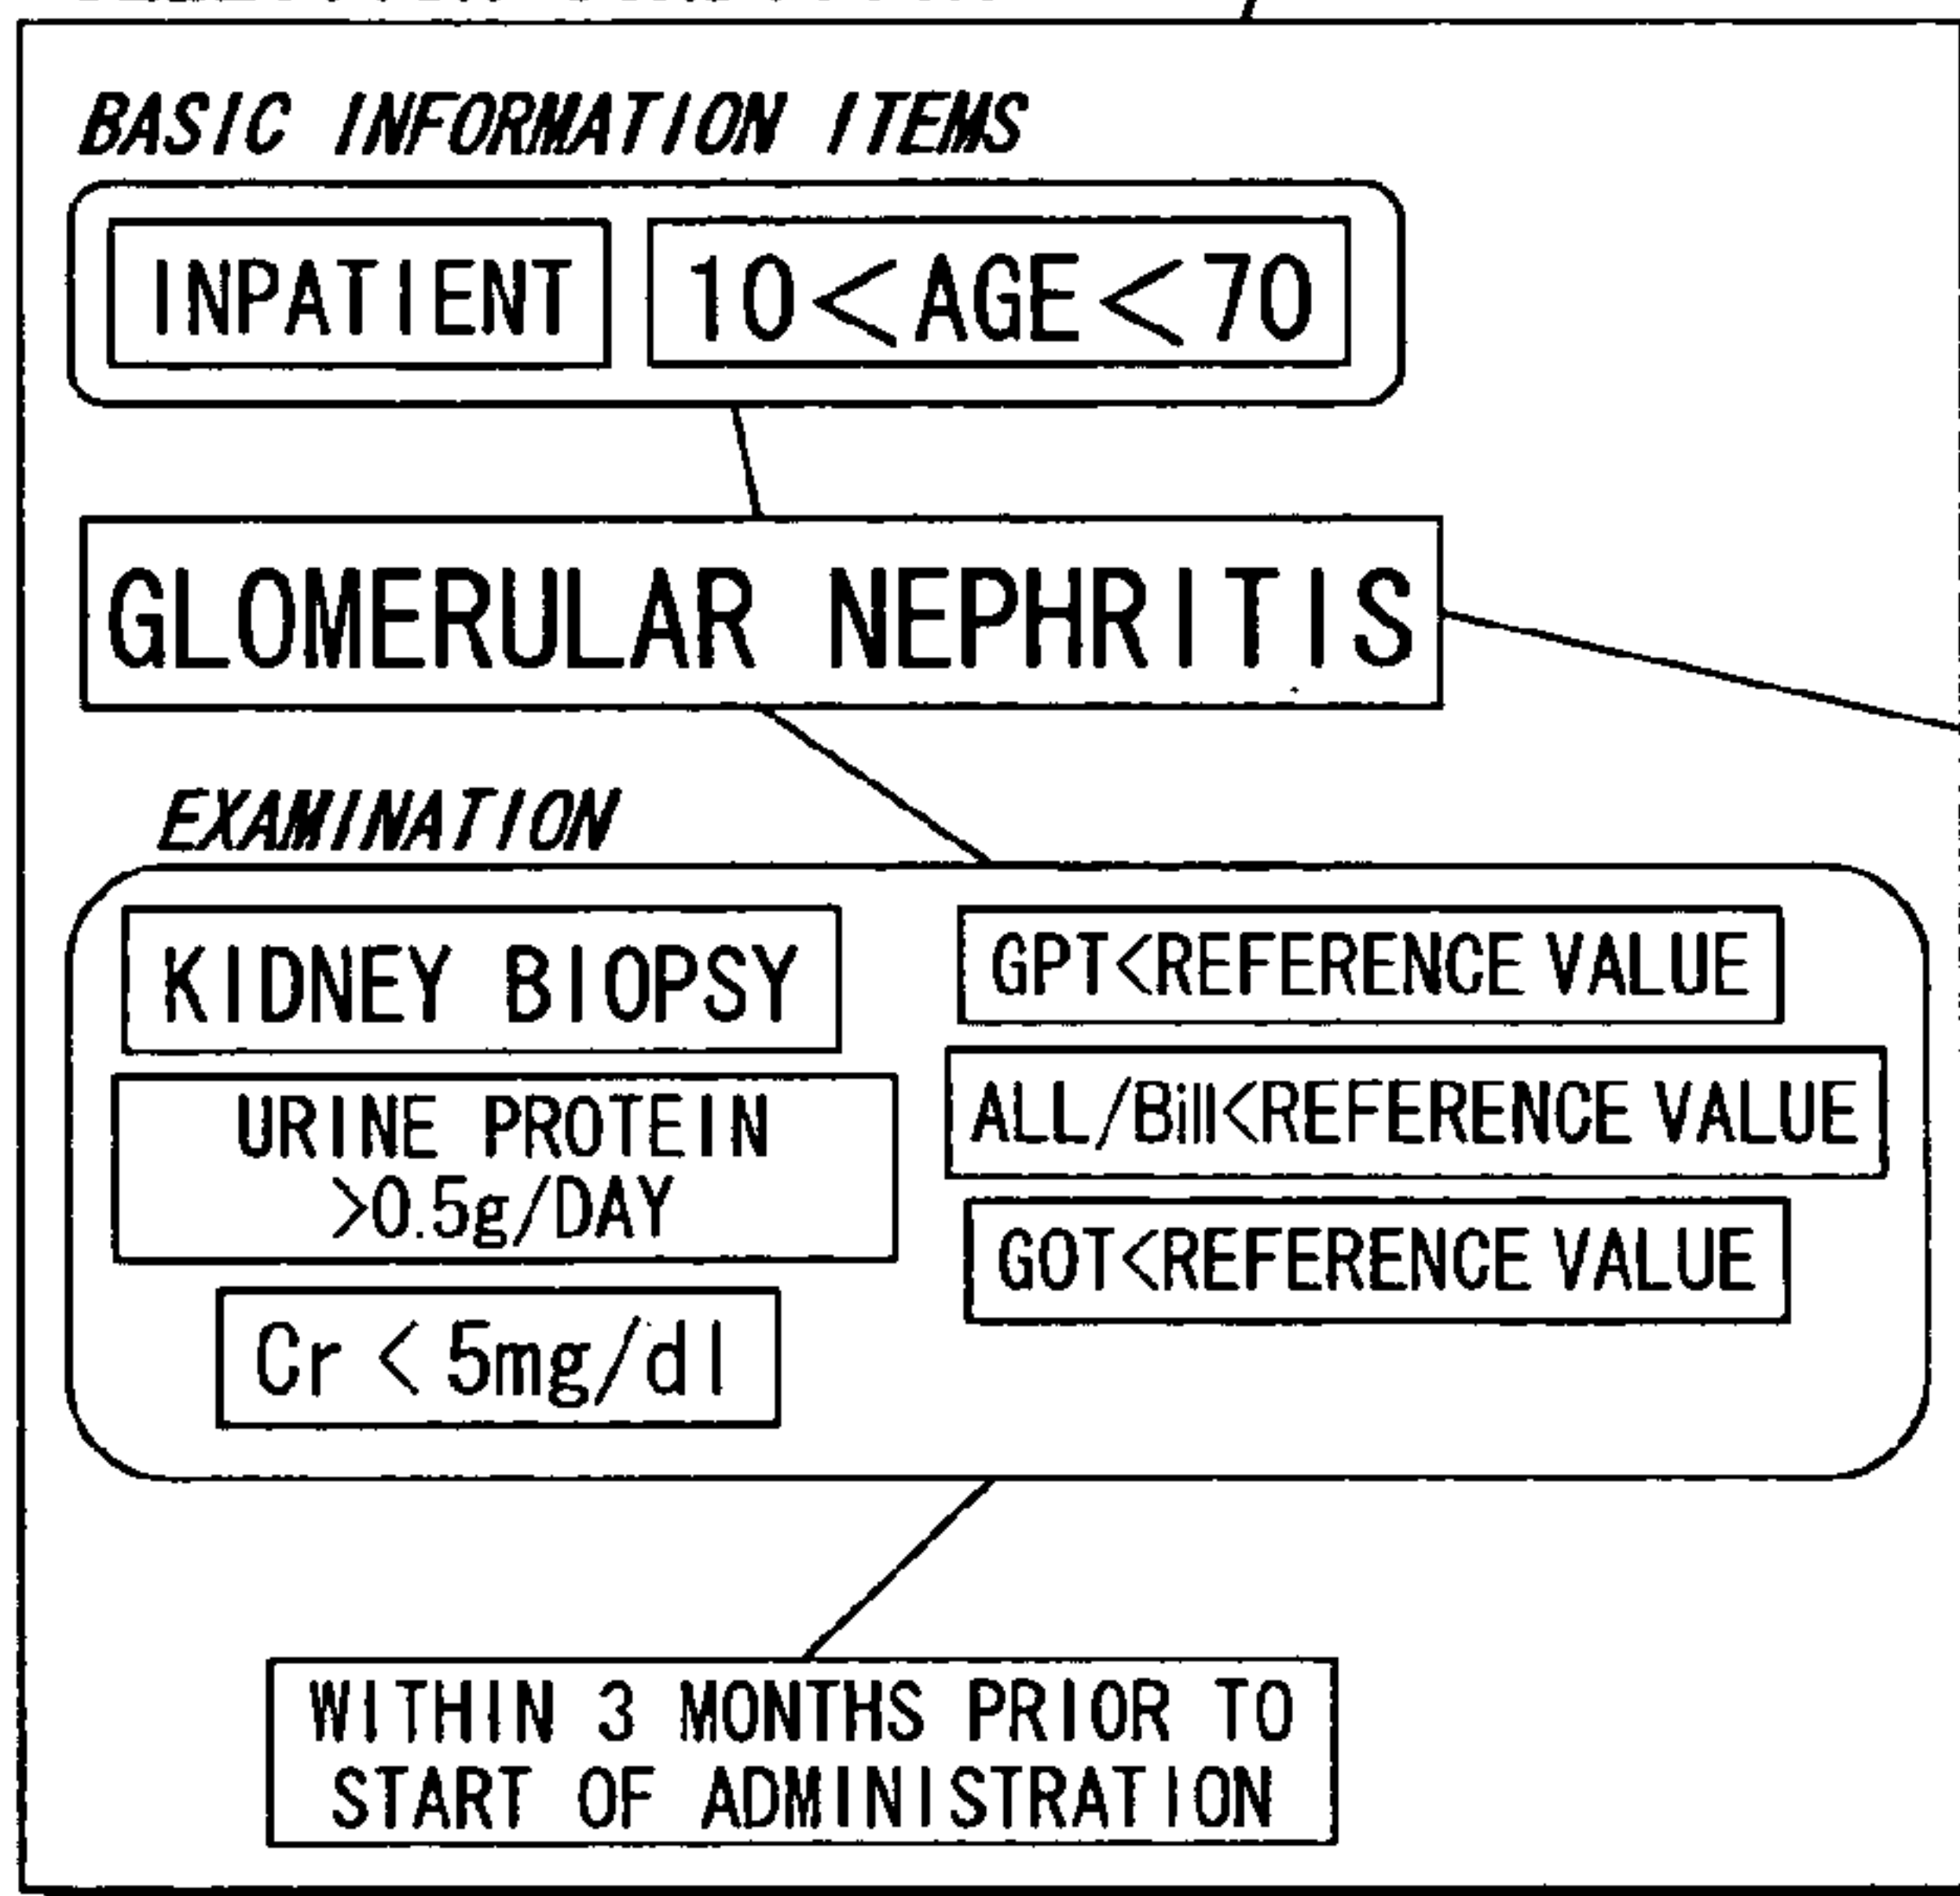 BASIC INFORMATION ITEMS
INPATIENT
10<AGE<70
GLOMERULAR NEPHRITIS
EXAMINATION
KIDNEY BIOPSY
URINE PROTEIN
>0.5g/DAY
Cr < 5mg/dl
GPT<REFERENCE VALUE
ALL/Bill<REFERENCE VALUE
GOT<REFERENCE VALUE
WITHIN 3 MONTHS PRIOR TO
START OF ADMINISTRATION